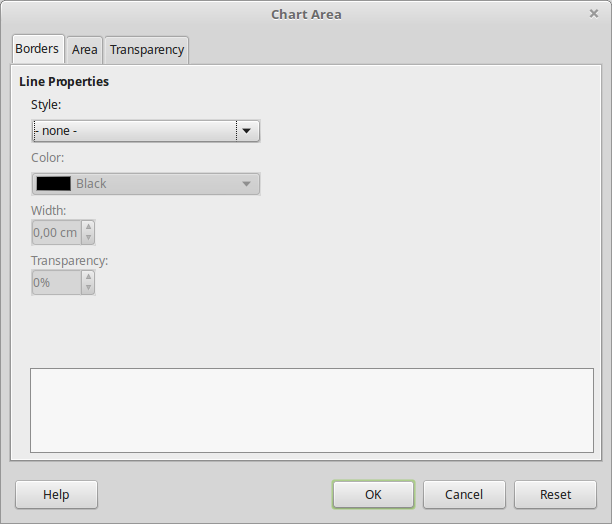 Chart Area
Borders Area Transparency
Line Properties
Style:
- none -
Color:
Black
Width:
0,00 cm
Transparency:
0%
Help OK Cancel Reset